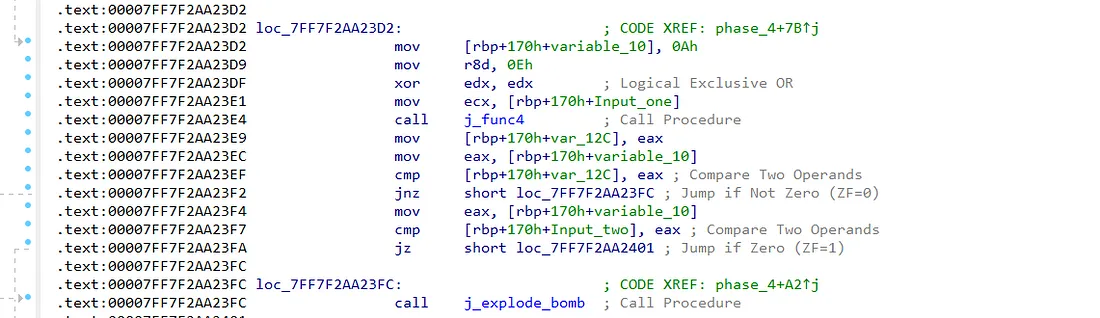 .text:00007FF7F2AA23D2
.text:00007FF7F2AA23D2 loc_7FF7F2AA23D2: ; CODE XREF: phase_4+7B↑j
.text:00007FF7F2AA23D2 mov [rbp+170h+variable_10], 0Ah
.text:00007FF7F2AA23D9 mov r8d, 0Eh
.text:00007FF7F2AA23DF xor edx, edx ; Logical Exclusive OR
.text:00007FF7F2AA23E1 mov ecx, [rbp+170h+Input_one]
.text:00007FF7F2AA23E4 call j_func4 ; Call Procedure
.text:00007FF7F2AA23E9 mov [rbp+170h+var_12C], eax
.text:00007FF7F2AA23EC mov eax, [rbp+170h+variable_10]
.text:00007FF7F2AA23EF cmp [rbp+170h+var_12C], eax ; Compare Two Operands
.text:00007FF7F2AA23F2 jnz short loc_7FF7F2AA23FC ; Jump if Not Zero (ZF=0)
.text:00007FF7F2AA23F4 mov eax, [rbp+170h+variable_10]
.text:00007FF7F2AA23F7 cmp [rbp+170h+Input_two], eax ; Compare Two Operands
.text:00007FF7F2AA23FA jz short loc_7FF7F2AA2401 ; Jump if Zero (ZF=1)
.text:00007FF7F2AA23FC
.text:00007FF7F2AA23FC loc_7FF7F2AA23FC: ; CODE XREF: phase_4+A2↑j
.text:00007FF7F2AA23FC call j_explode_bomb ; Call Procedure